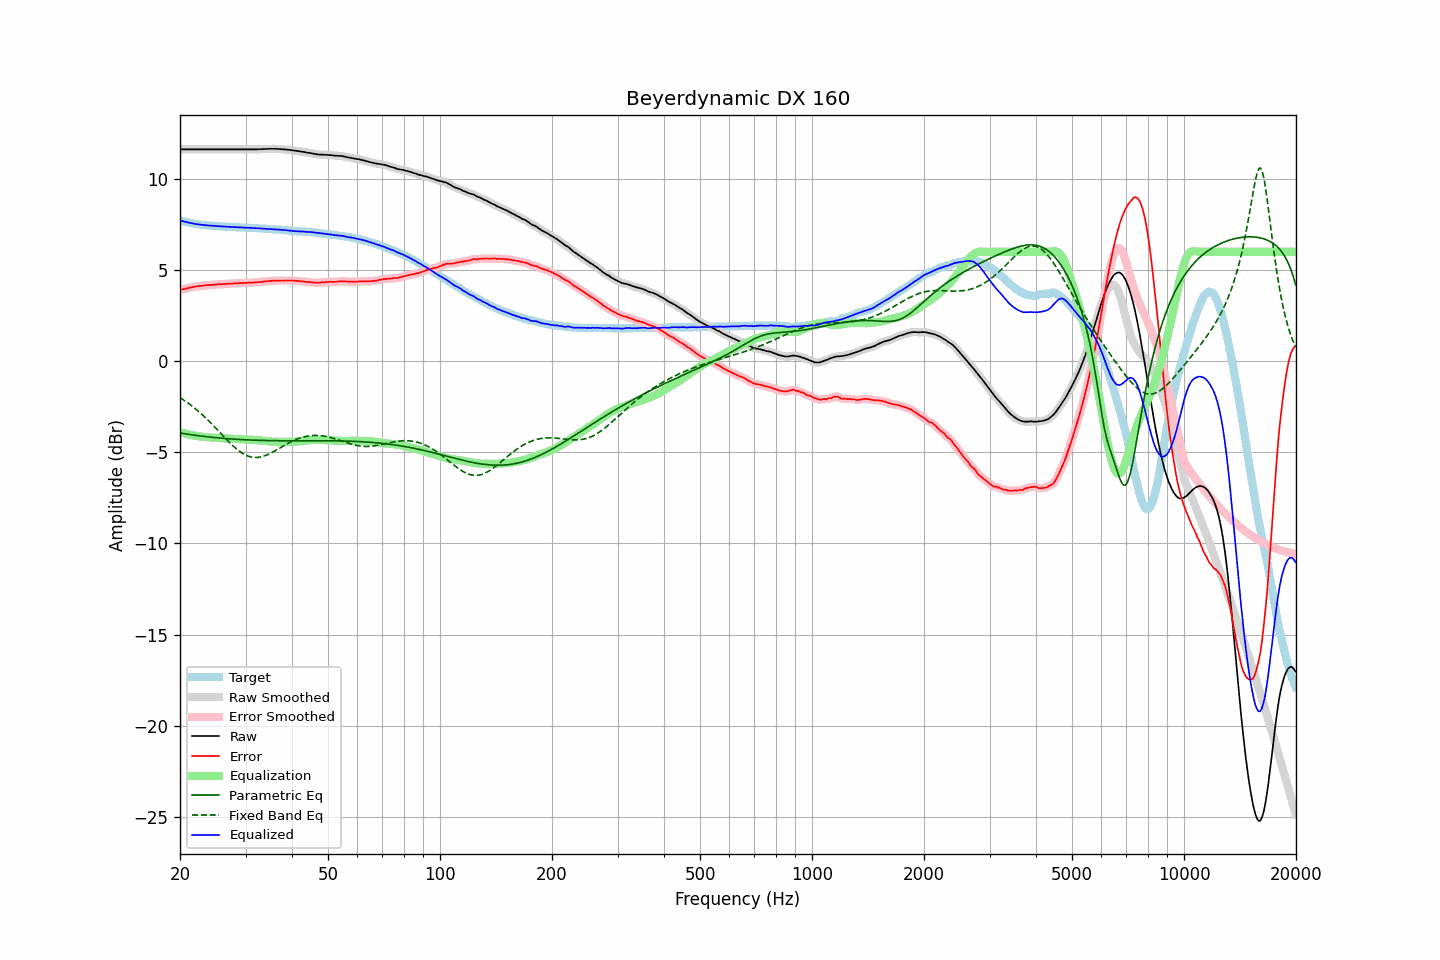 Beyerdynamic DX 160
Amplitude (dBr)
10
5
0
−5
−10
−15
−20
−25
Target
Raw Smoothed
Error Smoothed
Raw
Error
Equalization
Parametric Eq
Fixed Band Eq
Equalized
20
50
100
200
500
1000
2000
5000
10000
20000
Frequency (Hz)